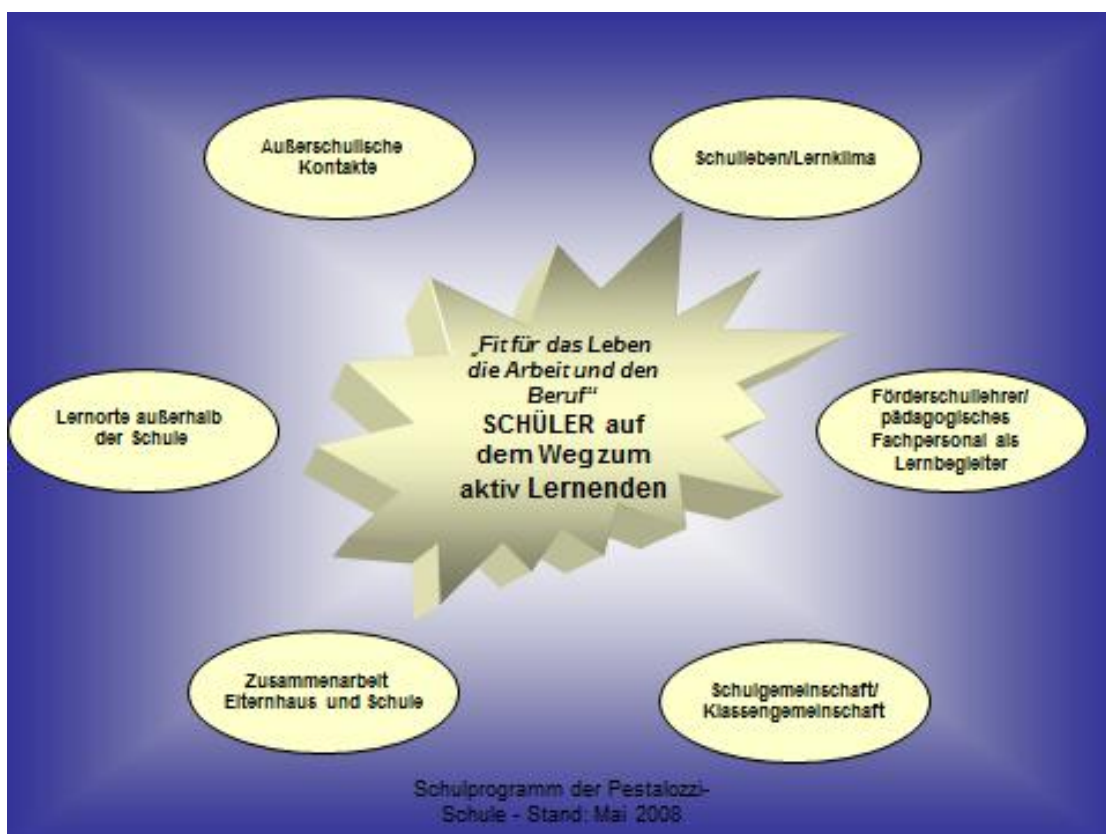 Außerschulische
Kontakte
Schulleben/Lernklima
„Fit für das Leben
die Arbeit und den
Beruf“
SCHÜLER auf
dem Weg zum
aktiv Lernenden
Lernorte außerhalb
der Schule
Förderschullehrer/
pädagogisches
Fachpersonal als
Lernbegleiter
Zusammenarbeit
Elternhaus und Schule
Schulgemeinschaft/
Klassengemeinschaft
Schulprogramm der Pestalozzi-
Schule - Stand: Mai 2008